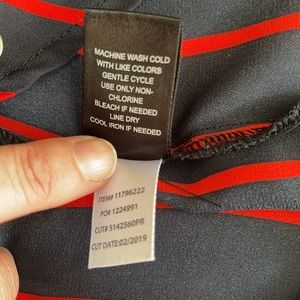 MACHINE WASH COLD
WITH LIKE COLORS
GENTLE CYCLE
USE ONLY NON-
CHLORINE
BLEACH IF NEEDED
LINE DRY
COOL IRON IF NEEDED
ITEM# 11796222
PO# 1224991
CUT# 5142560PR
CUT DATE:02/2019